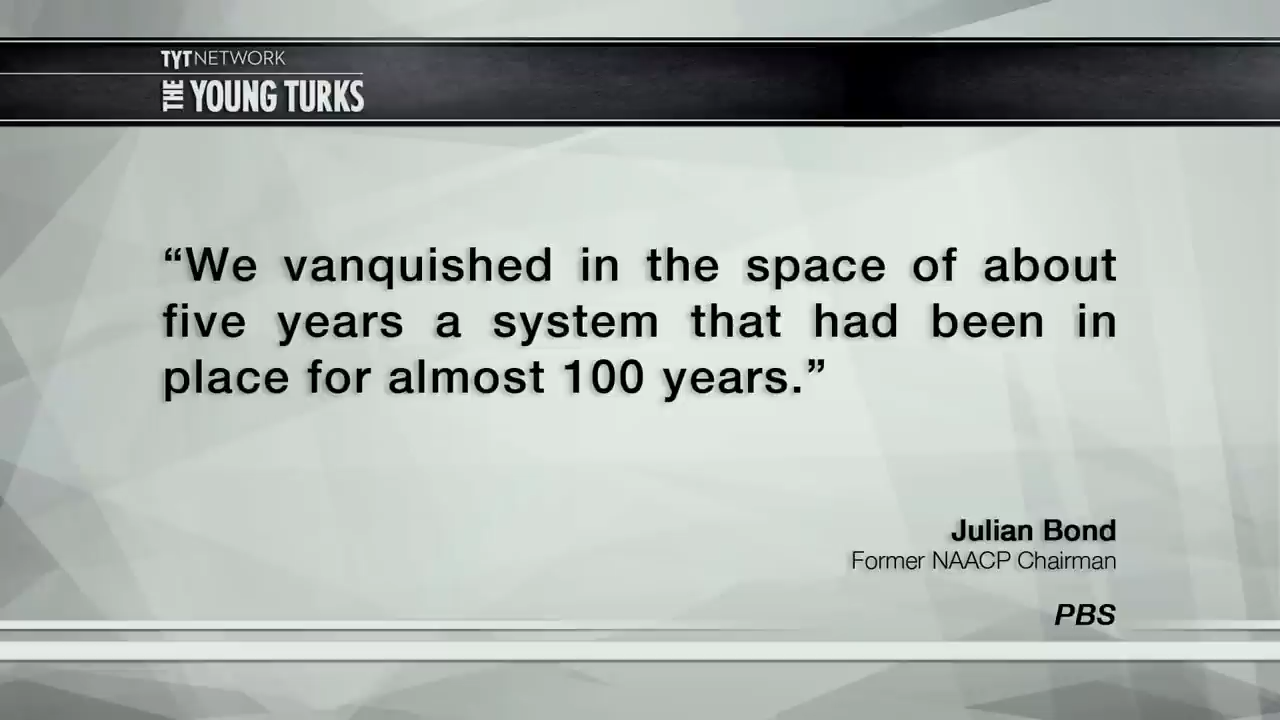 TYTNETWORK
THE YOUNG TURKS
“We vanquished in the space of about
five years a system that had been in
place for almost 100 years.”
Julian Bond
Former NAACP Chairman
PBS